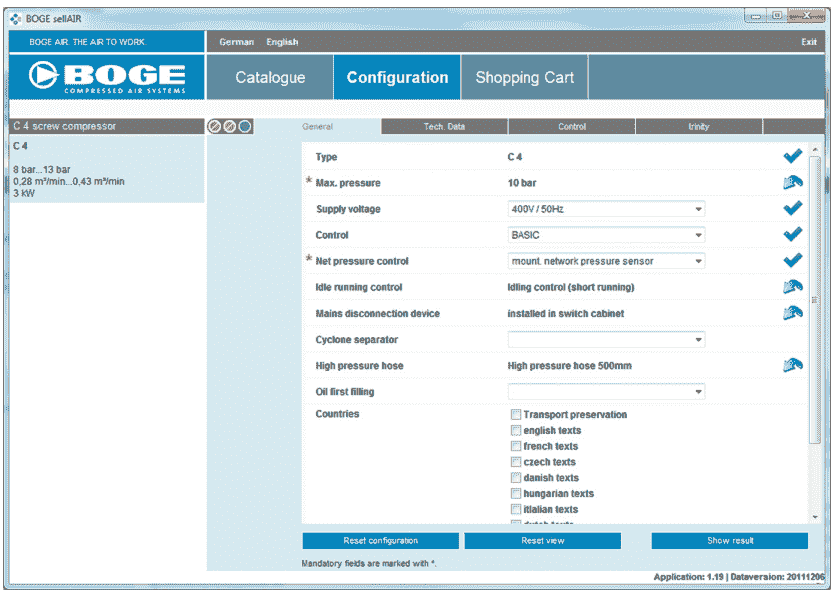 BOGE sellAIR
BOGE AIR. THE AIR TO WORK.
German English Exit
BOGE
COMPRESSED AIR SYSTEMS
Catalogue Configuration Shopping Cart
C 4 screw compressor
C 4
8 bar...13 bar
0,28 m³/min...0,43 m³/min
3 kW
General Tech. Data Control trinity
Type C 4
* Max. pressure 10 bar
Supply voltage 400V / 50Hz
Control BASIC
* Net pressure control mount. network pressure sensor
Idle running control Idling control (short running)
Mains disconnection device installed in switch cabinet
Cyclone separator
High pressure hose High pressure hose 500mm
Oil first filling
Countries Transport preservation
english texts
french texts
czech texts
danish texts
hungarian texts
itlalian texts
Reset configuration Reset view Show result
Mandatory fields are marked with *.
Application: 1.19 | Dataversion: 20111206